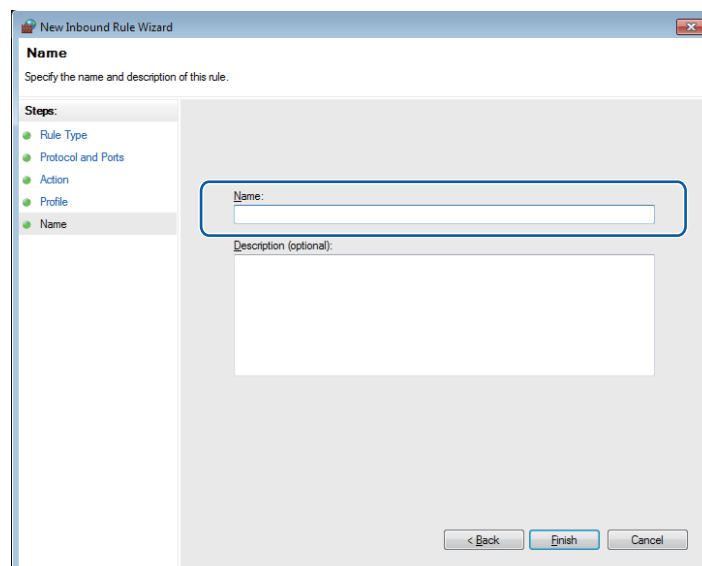 New Inbound Rule Wizard
Name
Specify the name and description of this rule.
Steps:
Rule Type
Protocol and Ports
Action
Profile
Name
Name:
Description (optional):
< Back
Finish
Cancel